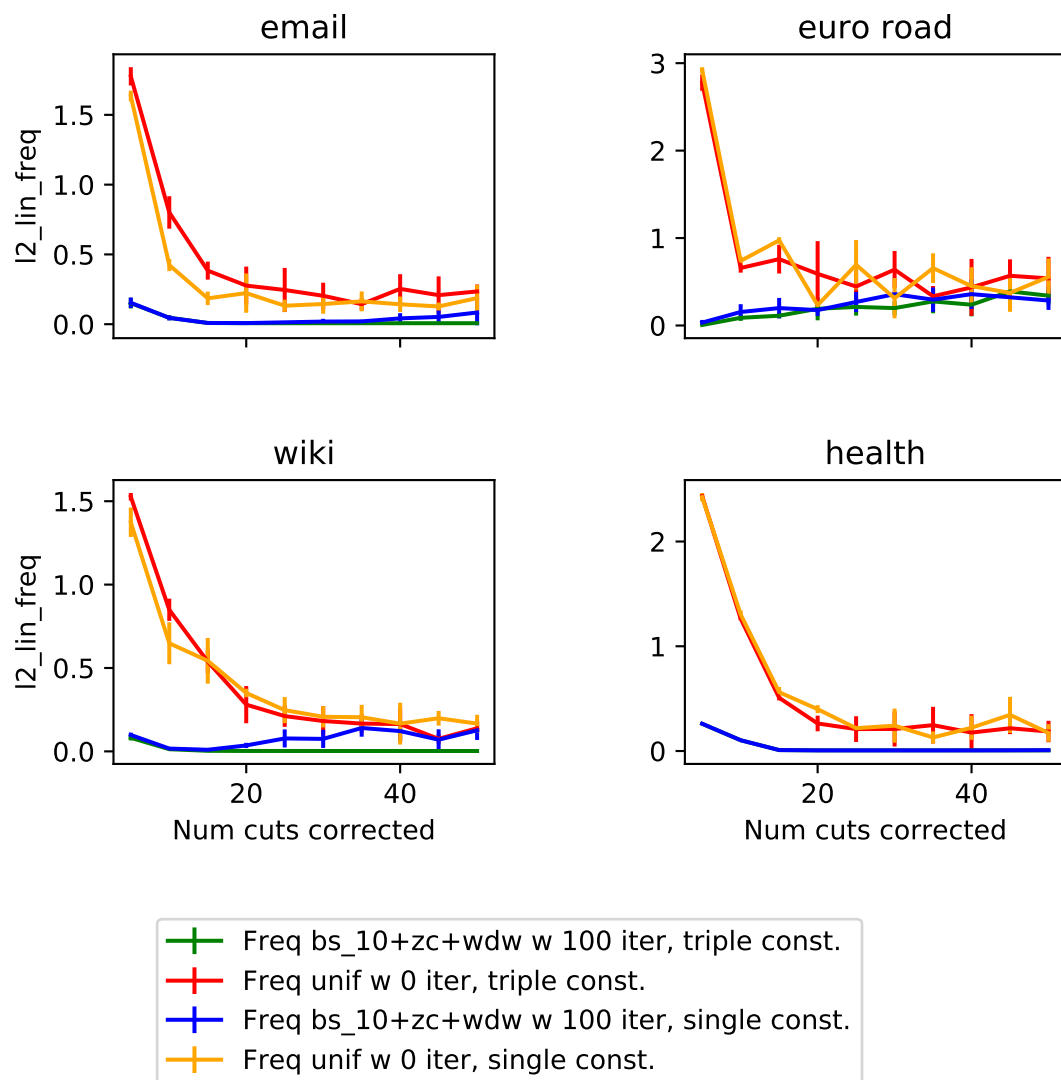 email
euro road
l2_lin_freq
1.5
1.0
0.5
0.0
3
2
1
0
wiki
health
l2_lin_freq
1.5
1.0
0.5
0.0
2
1
0
20
40
20
40
Num cuts corrected
Num cuts corrected
Freq bs_10+zc+wdw w 100 iter, triple const.
Freq unif w 0 iter, triple const.
Freq bs_10+zc+wdw w 100 iter, single const.
Freq unif w 0 iter, single const.